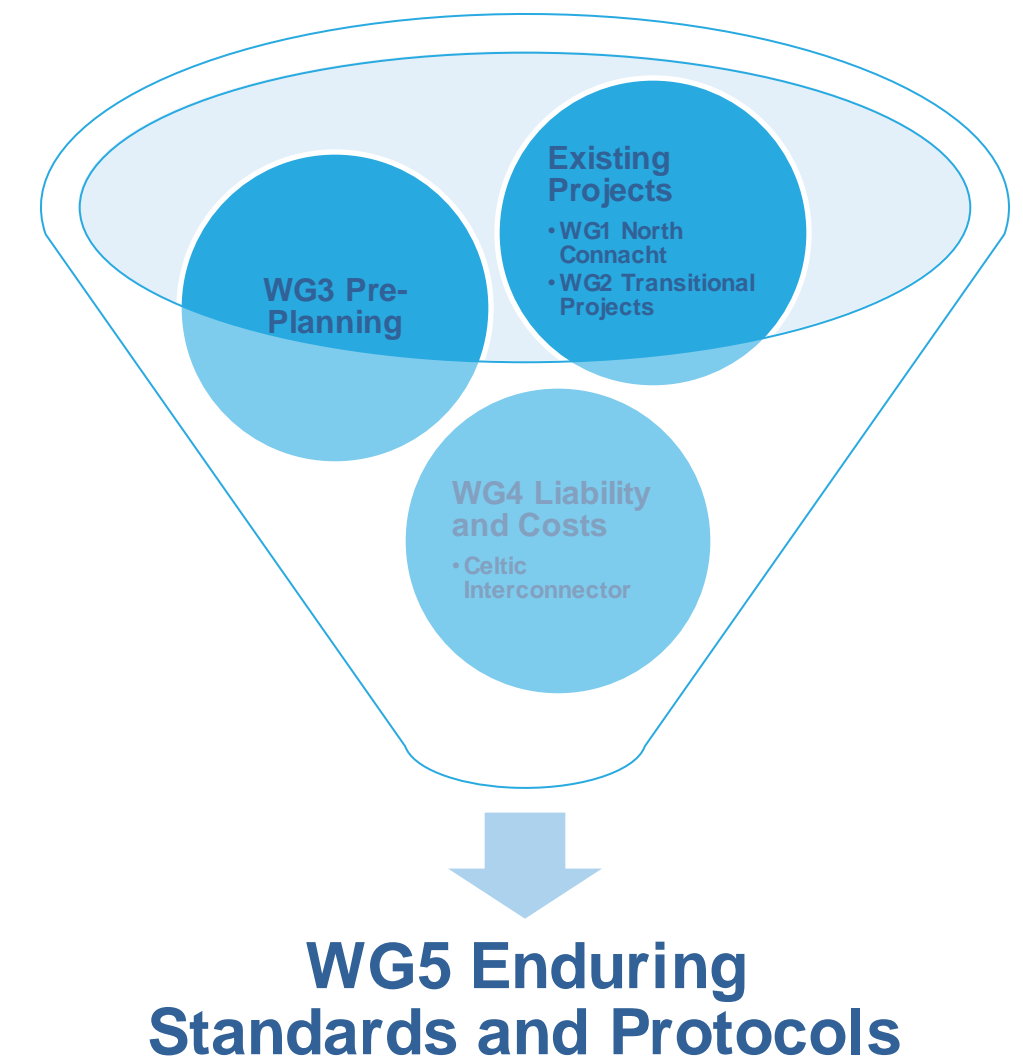 Existing
Projects
• WG1 North
Connacht
• WG2 Transitional
Projects
WG3 Pre-
Planning
WG4 Liability
and Costs
• Celtic
Interconnector
WG5 Enduring
Standards and Protocols